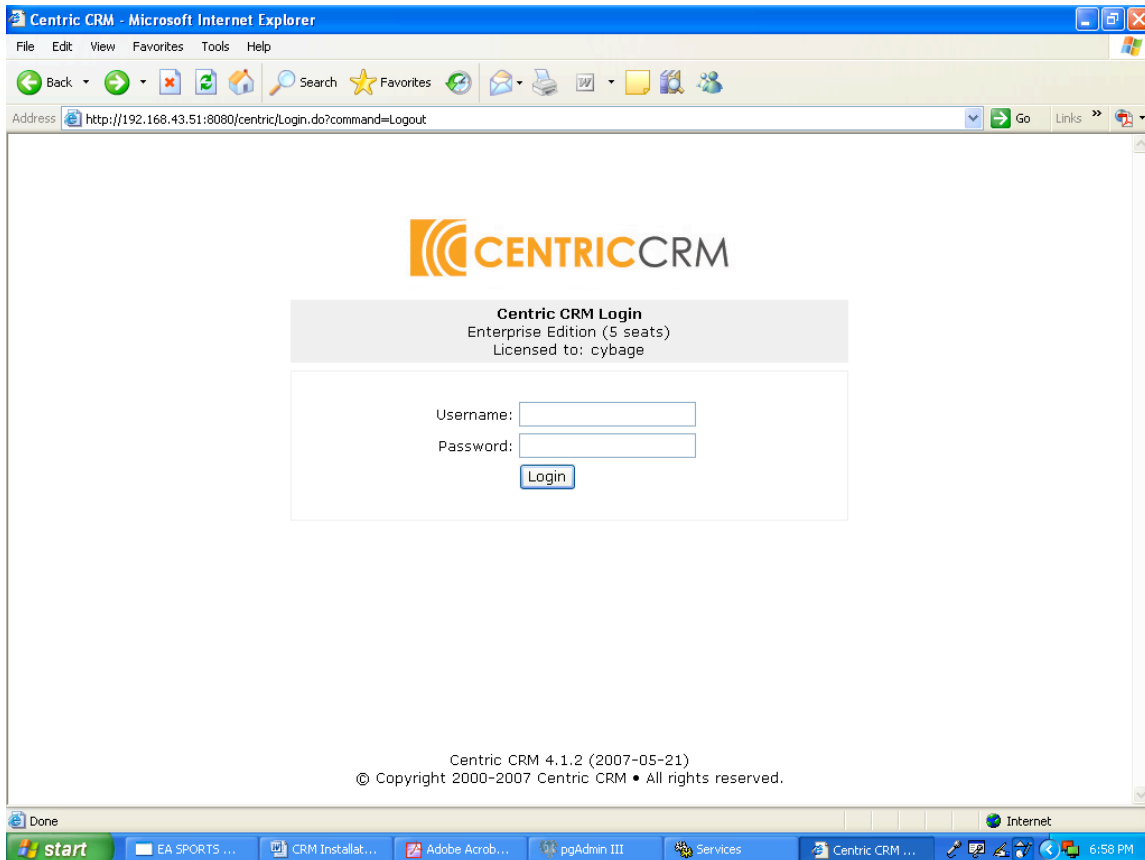 Centric CRM - Microsoft Internet Explorer
File Edit View Favorites Tools Help
Back Search Favorites
Address http://192.168.43.51:8080/centric/Login.do?command=Logout Go Links »
CENTRICCRM
Centric CRM Login
Enterprise Edition (5 seats)
Licensed to: cybage
Username:
Password:
Login
Centric CRM 4.1.2 (2007-05-21)
© Copyright 2000-2007 Centric CRM • All rights reserved.
Done Internet
start EA SPORTS ... CRM Installat... Adobe Acrob... pgAdmin III Services Centric CRM ... 6:58 PM